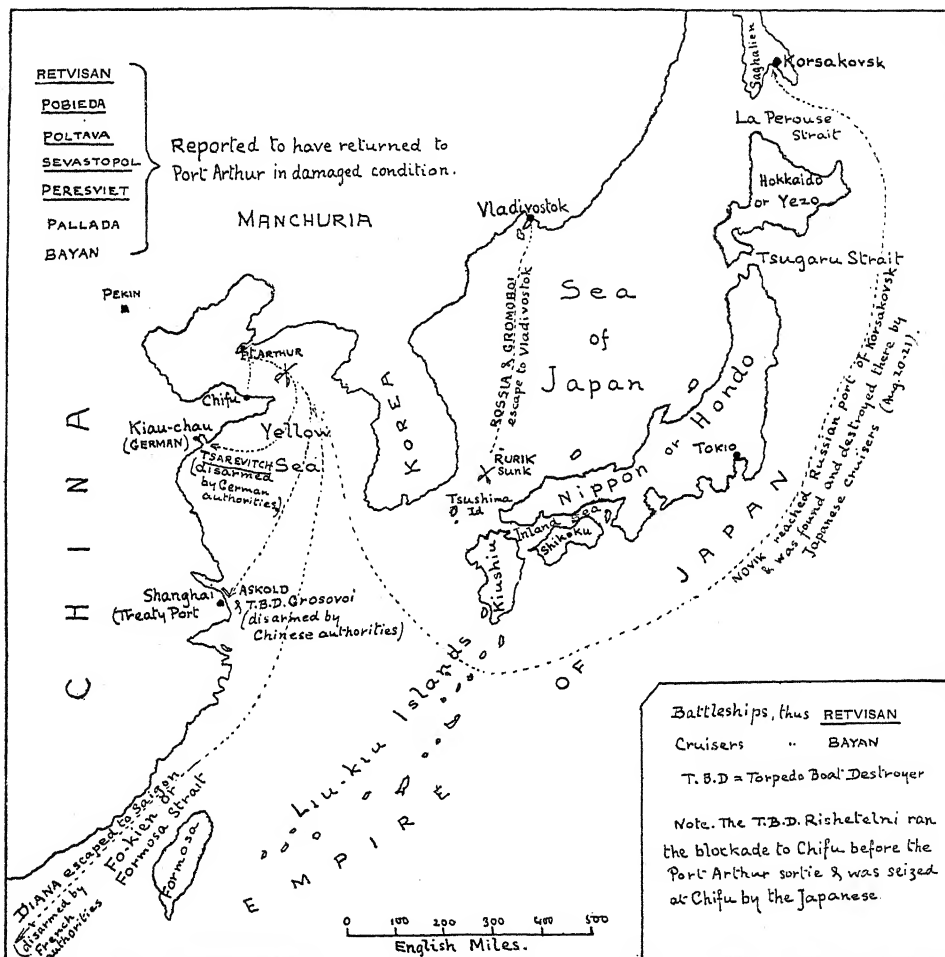 RETVISAN
POBIEDA
POLTAVA
SEVASTOPOL
PERESVIET
PALLADA
BAYAN
Reported to have returned to
Port Arthur in damaged condition.
MANCHURIA
PEKIN
Saghalien
Korsakovsk
La Perouse
Strait
Hokkaido
or Yezo
Tsugaru Strait
Vladivostok
ROSSIA & GROMOBOI
escape to Vladivostok
Sea
of
Japan
Pt. ARTHUR
Chifu
Kiau-chau
(GERMAN)
Yellow
Sea
TSAREVITCH
(disarmed
by German
authorities)
KOREA
RURIK
Sunk
Tsushima
Id
Nippon or Hondo
TOKIO
Inland Sea
Shikoku
Kiushiu
CHINA
Shanghai
(Treaty Port
ASKOLD
& T.B.D. Grosovoi
(disarmed by
Chinese authorities)
NOVIK reached Russian port of Korsakovsk
& was found and destroyed there by
Japanese Cruisers (Aug. 20-21)
EMPIRE OF JAPAN
Liu-kiu Islands
DIANA escaped to Saigon
(disarmed by
French
authorities
Fo-kien or
Formosa Strait
Formosa
0 100 200 300 400 500
English Miles.
Battleships, thus RETVISAN
Cruisers " BAYAN
T.B.D = Torpedo Boat Destroyer
Note. The T.B.D. Rishetelni ran
the blockade to Chifu before the
Port Arthur sortie & was seized
at Chifu by the Japanese.